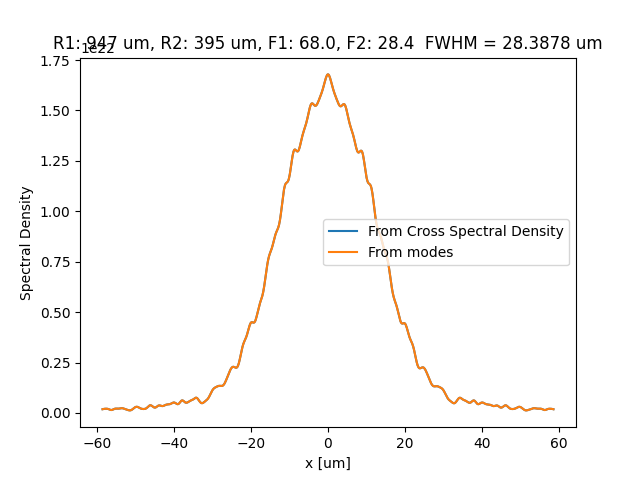 R1: 947 um, R2: 395 um, F1: 68.0, F2: 28.4  FWHM = 28.3878 um
1e22
1.75
1.50
1.25
1.00
0.75
0.50
0.25
0.00
Spectral Density
From Cross Spectral Density
From modes
−60
−40
−20
0
20
40
60
x [um]